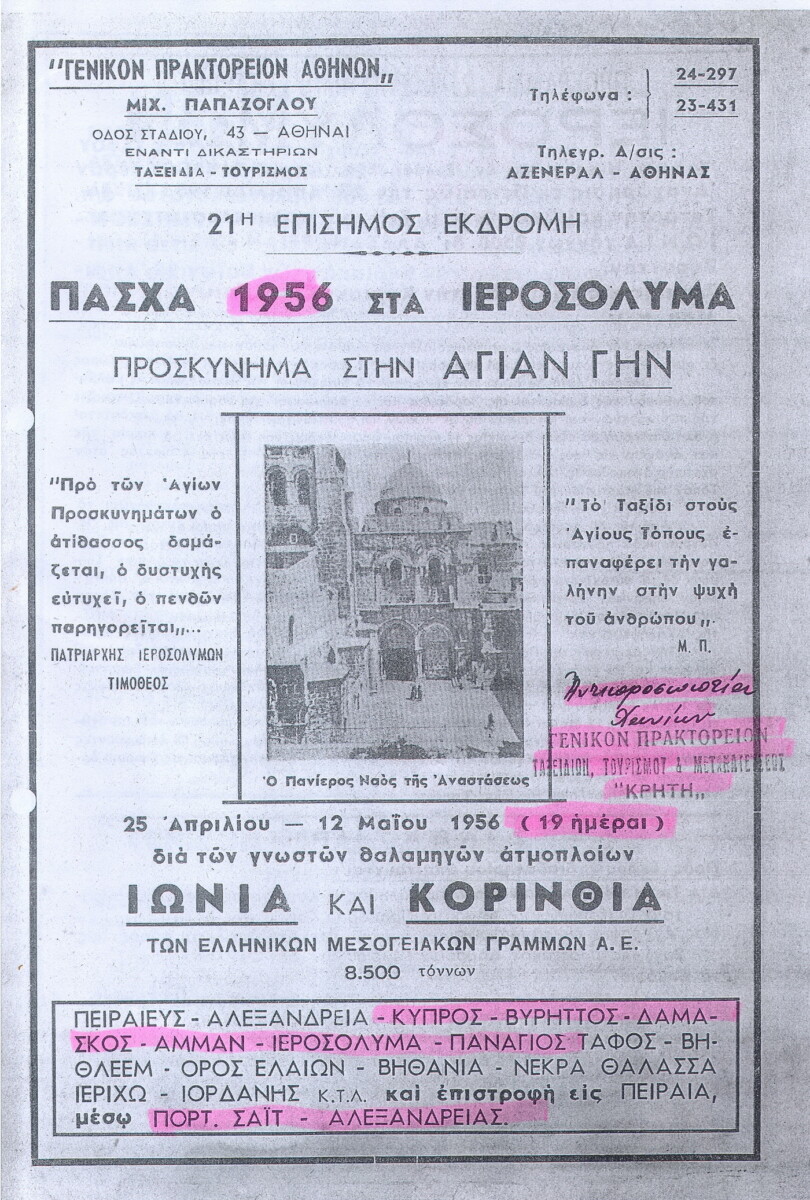 "ΓΕΝΙΚΟΝ ΠΡΑΚΤΟΡΕΙΟΝ ΑΘΗΝΩΝ„
ΜΙΧ. ΠΑΠΑΖΟΓΛΟΥ
ΟΔΟΣ ΣΤΑΔΙΟΥ, 43 — ΑΘΗΝΑΙ
ΕΝΑΝΤΙ ΔΙΚΑΣΤΗΡΙΩΝ
ΤΑΞΕΙΔΙΑ - ΤΟΥΡΙΣΜΟΣ
Τηλέφωνα :
24-297
23-431
Τηλεγρ. Δ/σις :
ΑΖΕΝΕΡΑΛ - ΑΘΗΝΑΣ
21Η ΕΠΙΣΗΜΟΣ ΕΚΔΡΟΜΗ
ΠΑΣΧΑ 1956 ΣΤΑ ΙΕΡΟΣΟΛΥΜΑ
ΠΡΟΣΚΥΝΗΜΑ ΣΤΗΝ ΑΓΙΑΝ ΓΗΝ
"Πρὸ τῶν Ἁγίων
Προσκυνημάτων ὁ
ἀτίθασσος δαμά-
ζεται, ὁ δυστυχὴς
εὐτυχεῖ, ὁ πενθῶν
παρηγορεῖται„...
ΠΑΤΡΙΑΡΧΗΣ ΙΕΡΟΣΟΛΥΜΩΝ
ΤΙΜΟΘΕΟΣ
"Τὸ Ταξίδι στοὺς
Ἁγίους Τόπους ἐ-
παναφέρει τὴν γα-
λήνην στὴν ψυχὴ
τοῦ ἀνθρώπου„.
Μ. Π.
Ἀντιπροσωπεία
Χανίων
ΓΕΝΙΚΟΝ ΠΡΑΚΤΟΡΕΙΟΝ
ΤΑΞΕΙΔΙΩΝ, ΤΟΥΡΙΣΜΟΥ & ΜΕΤΑΝΑΣΤΕΥΣΕΩΣ
"ΚΡΗΤΗ„
Ὁ Πανίερος Ναὸς τῆς Ἀναστάσεως
25 Ἀπριλίου — 12 Μαΐου 1956 (19 ἡμέραι)
διὰ τῶν γνωστῶν θαλαμηγῶν ἀτμοπλοίων
ΙΩΝΙΑ ΚΑΙ ΚΟΡΙΝΘΙΑ
ΤΩΝ ΕΛΛΗΝΙΚΩΝ ΜΕΣΟΓΕΙΑΚΩΝ ΓΡΑΜΜΩΝ Α. Ε.
8.500 τόννων
ΠΕΙΡΑΙΕΥΣ - ΑΛΕΞΑΝΔΡΕΙΑ - ΚΥΠΡΟΣ - ΒΥΡΗΤΤΟΣ - ΔΑΜΑ-
ΣΚΟΣ - ΑΜΜΑΝ - ΙΕΡΟΣΟΛΥΜΑ - ΠΑΝΑΓΙΟΣ ΤΑΦΟΣ - ΒΗ-
ΘΛΕΕΜ - ΟΡΟΣ ΕΛΑΙΩΝ - ΒΗΘΑΝΙΑ - ΝΕΚΡΑ ΘΑΛΑΣΣΑ
ΙΕΡΙΧΩ - ΙΟΡΔΑΝΗΣ Κ.Τ.Λ. καὶ ἐπιστροφὴ εἰς ΠΕΙΡΑΙΑ,
μέσῳ ΠΟΡΤ. ΣΑΪΤ - ΑΛΕΞΑΝΔΡΕΙΑΣ.